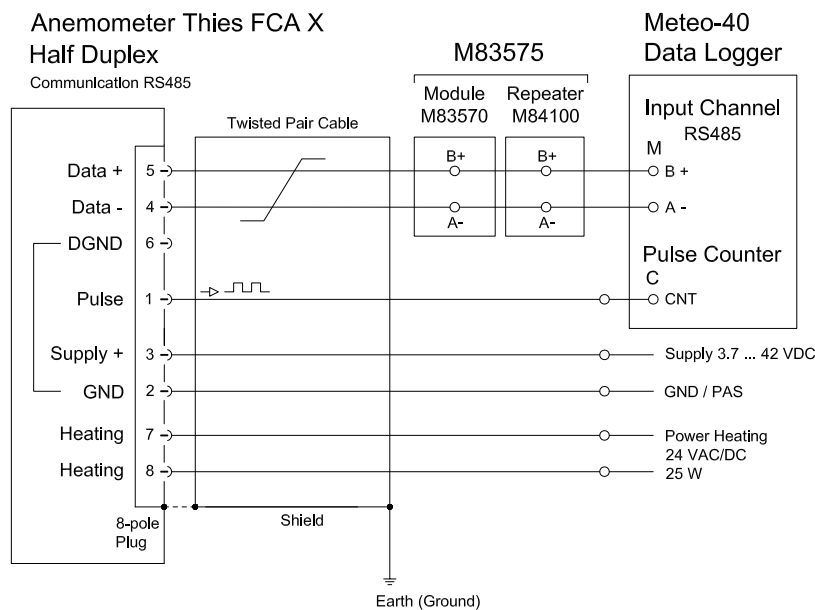 Anemometer Thies FCA X
Half Duplex
Communication RS485
M83575
Meteo-40
Data Logger
Module
M83570
Repeater
M84100
Input Channel
RS485
Twisted Pair Cable
M
Data + 5 B+ B+ B +
Data - 4 A- A- A -
DGND 6
Pulse Counter
C
Pulse 1 CNT
Supply + 3 Supply 3.7 ... 42 VDC
GND 2 GND / PAS
Heating 7 Power Heating
24 VAC/DC
Heating 8 25 W
8-pole
Plug
Shield
Earth (Ground)